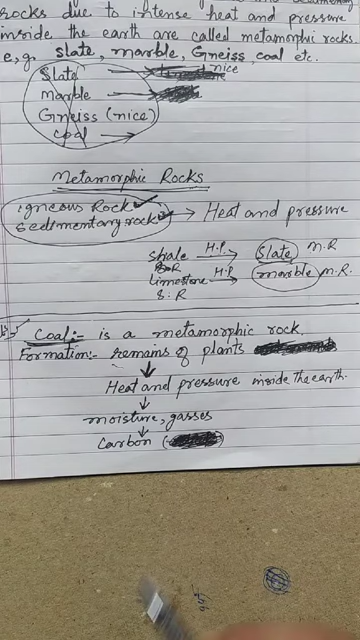 rocks due to intense heat and pressure
inside the earth are called metamorphic rocks.
e,g. slate, marble, Gneiss coal etc.
Slate nice
Marble
Gneiss (nice)
coal
Metamorphic Rocks
igneous Rock
Sedimentary rock → Heat and pressure
shale H.P. → Slate M.R
S.R
limestone H.P → marble M.R.
S.R
Coal:- is a metamorphic rock.
Formation:- remains of plants
Heat and pressure inside the earth.
moisture, gasses
Carbon